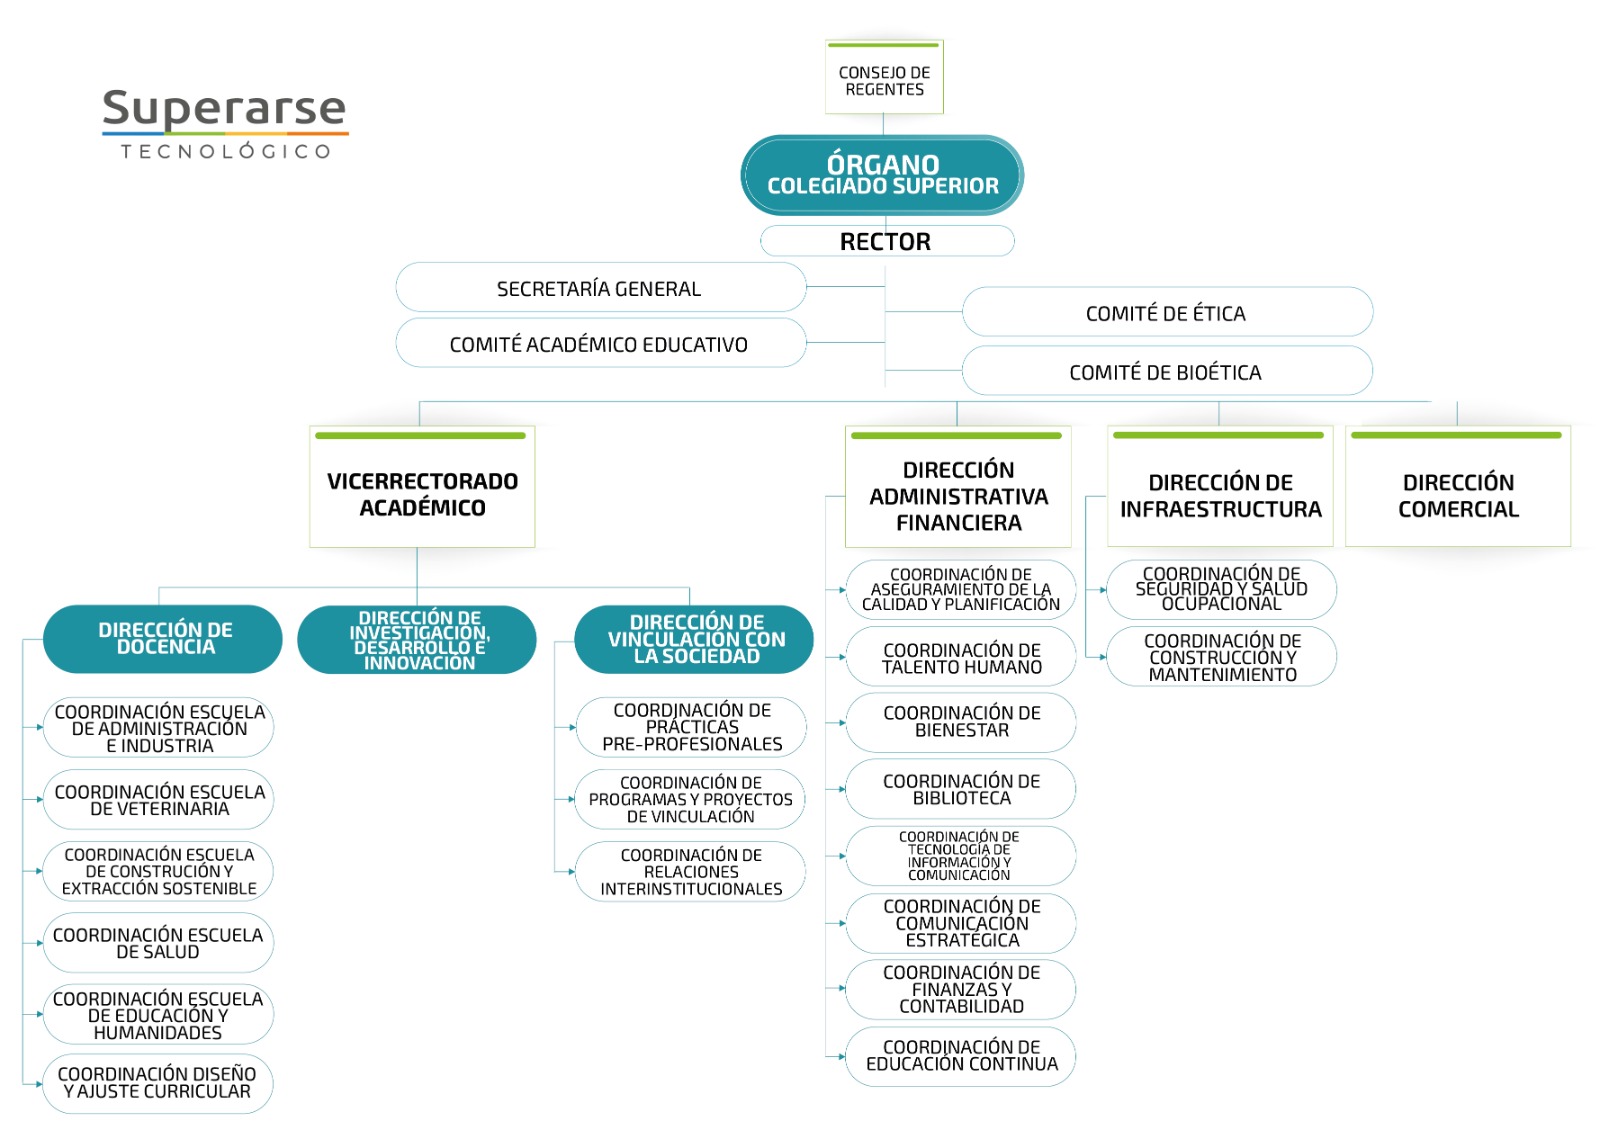 Superarse
TECNOLÓGICO
CONSEJO DE
REGENTES
ÓRGANO
COLEGIADO SUPERIOR
RECTOR
SECRETARÍA GENERAL
COMITÉ DE ÉTICA
COMITÉ ACADÉMICO EDUCATIVO
COMITÉ DE BIOÉTICA
VICERRECTORADO
ACADÉMICO
DIRECCIÓN DE
DOCENCIA
COORDINACIÓN ESCUELA
DE ADMINISTRACIÓN
E INDUSTRIA
COORDINACIÓN ESCUELA
DE VETERINARIA
COORDINACIÓN ESCUELA
DE CONSTRUCIÓN Y
EXTRACCIÓN SOSTENIBLE
COORDINACIÓN ESCUELA
DE SALUD
COORDINACIÓN ESCUELA
DE EDUCACIÓN Y
HUMANIDADES
COORDINACIÓN DISEÑO
Y AJUSTE CURRICULAR
DIRECCIÓN DE
INVESTIGACIÓN,
DESARROLLO E
INNOVACIÓN
DIRECCIÓN DE
VINCULACIÓN CON
LA SOCIEDAD
COORDINACIÓN DE
PRÁCTICAS
PRE-PROFESIONALES
COORDINACIÓN DE
PROGRAMAS Y PROYECTOS
DE VINCULACIÓN
COORDINACIÓN DE
RELACIONES
INTERINSTITUCIONALES
DIRECCIÓN
ADMINISTRATIVA
FINANCIERA
COORDINACIÓN DE
ASEGURAMIENTO DE LA
CALIDAD Y PLANIFICACIÓN
COORDINACIÓN DE
TALENTO HUMANO
COORDINACIÓN DE
BIENESTAR
COORDINACIÓN DE
BIBLIOTECA
COORDINACIÓN DE
TECNOLOGÍA DE
INFORMACIÓN Y
COMUNICACIÓN
COORDINACIÓN DE
COMUNICACIÓN
ESTRATÉGICA
COORDINACIÓN DE
FINANZAS Y
CONTABILIDAD
COORDINACIÓN DE
EDUCACIÓN CONTINUA
DIRECCIÓN DE
INFRAESTRUCTURA
COORDINACIÓN DE
SEGURIDAD Y SALUD
OCUPACIONAL
COORDINACIÓN DE
CONSTRUCCIÓN Y
MANTENIMIENTO
DIRECCIÓN
COMERCIAL